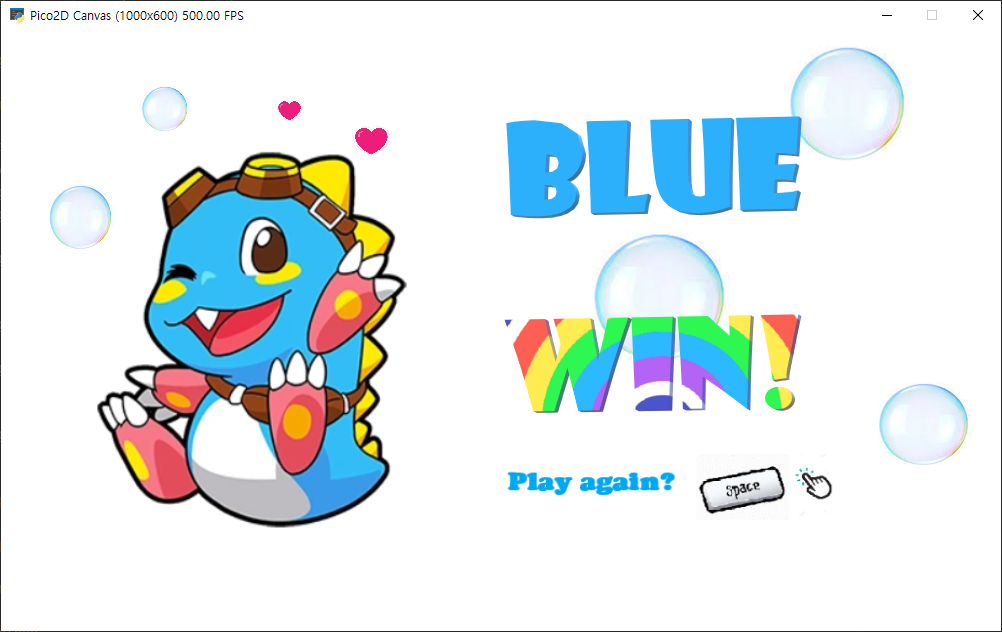 Pico2D Canvas (1000x600) 500.00 FPS
BLUE
WIN!
Play again? space